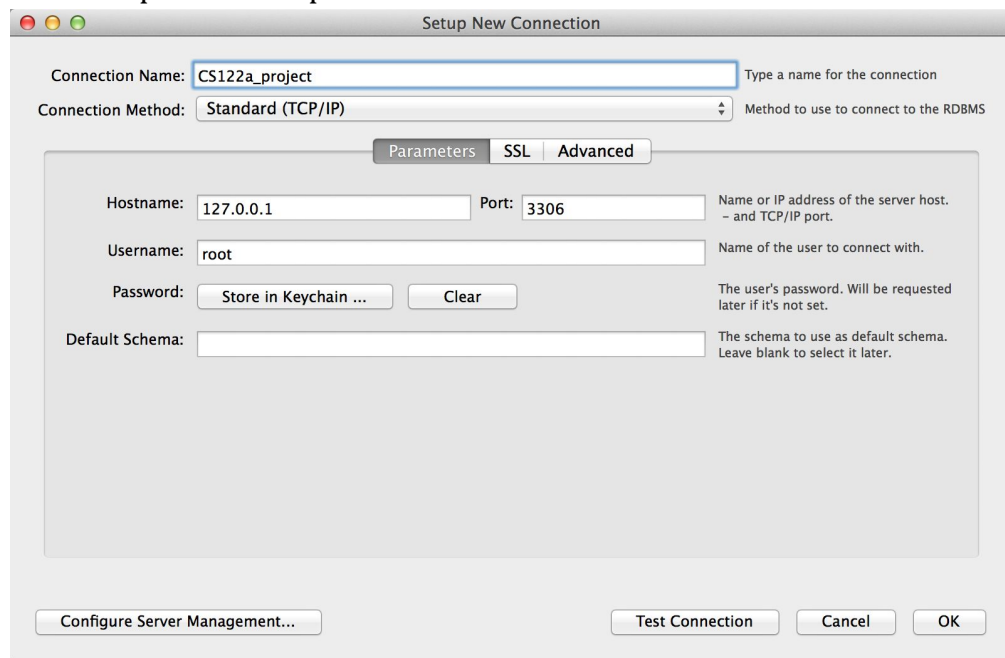 Setup New Connection
Connection Name: CS122a_project Type a name for the connection
Connection Method: Standard (TCP/IP) Method to use to connect to the RDBMS
Parameters SSL Advanced
Hostname: 127.0.0.1 Port: 3306 Name or IP address of the server host.
– and TCP/IP port.
Username: root Name of the user to connect with.
Password: Store in Keychain ... Clear The user's password. Will be requested
later if it's not set.
Default Schema: The schema to use as default schema.
Leave blank to select it later.
Configure Server Management... Test Connection Cancel OK